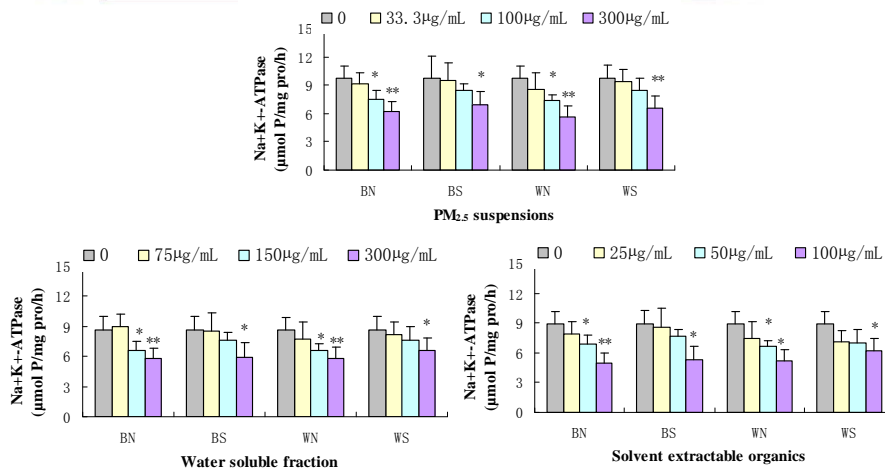 0 33.3μg/mL 100μg/mL 300μg/mL
15
12
9
6
3
0
Na+K+-ATPase
(μmol P/mg pro/h)
* ** * * ** **
BN BS WN WS
PM2.5 suspensions
0 75μg/mL 150μg/mL 300μg/mL
15
12
9
6
3
0
Na+K+-ATPase
(μmol P/mg pro/h)
* ** * * ** *
BN BS WN WS
Water soluble fraction
0 25μg/mL 50μg/mL 100μg/mL
15
12
9
6
3
0
Na+K+-ATPase
(μmol P/mg pro/h)
* ** * * * *
BN BS WN WS
Solvent extractable organics